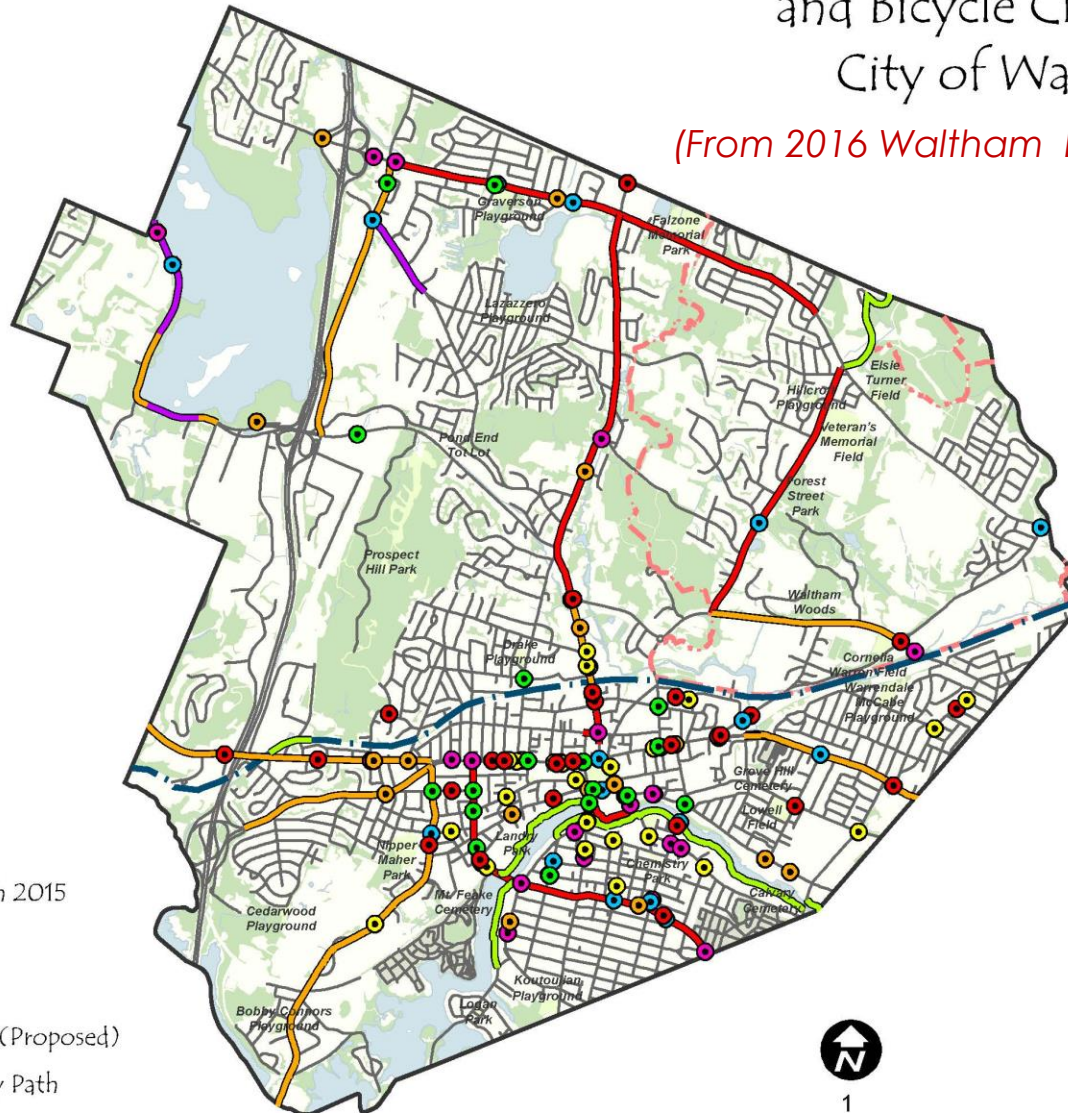 and Bicycle C
City of Wa
(From 2016 Waltham
Graverson
Playground
Falzone
Memorial
Park
Lazazzero
Playground
Elsie
Turner
Field
Hillcroft
Playground
Veteran's
Memorial
Field
Pond End
Tot Lot
Forest
Street
Park
Prospect
Hill Park
Waltham
Woods
Drake
Playground
Cornelia
Warren Field
Warrendale
McCabe
Playground
Grove Hill
Cemetery
Lowell
Field
Landry
Park
Nipper
Maher
Park
Chemistry
Park
Mt. Feake
Cemetery
Calvary
Cemetery
Cedarwood
Playground
2015
Koutoulian
Playground
Logan
Park
Bobby Connors
Playground
(Proposed)
Path
N
1